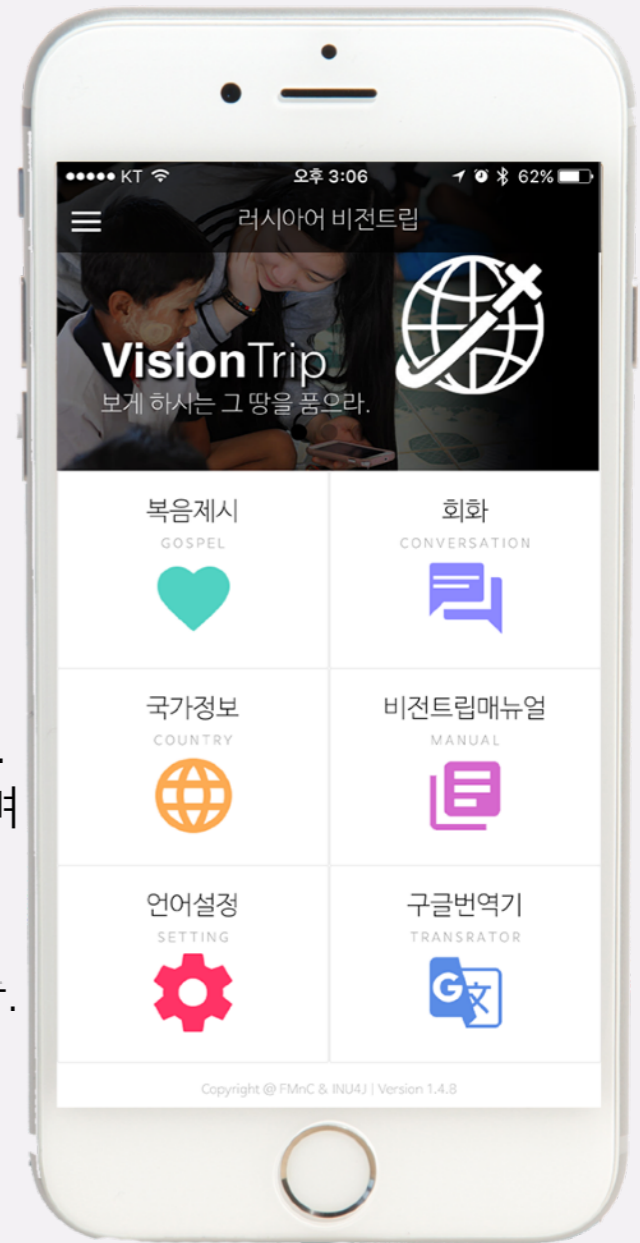 KT 오후 3:06 62%
러시아어 비전트립
VisionTrip
보게 하시는 그 땅을 품으라.
복음제시 회화
GOSPEL CONVERSATION
국가정보 비전트립매뉴얼
COUNTRY MANUAL
언어설정 구글번역기
SETTING TRANSRATOR
G 文
Copyright @ FMnC & INU4J | Version 1.4.8